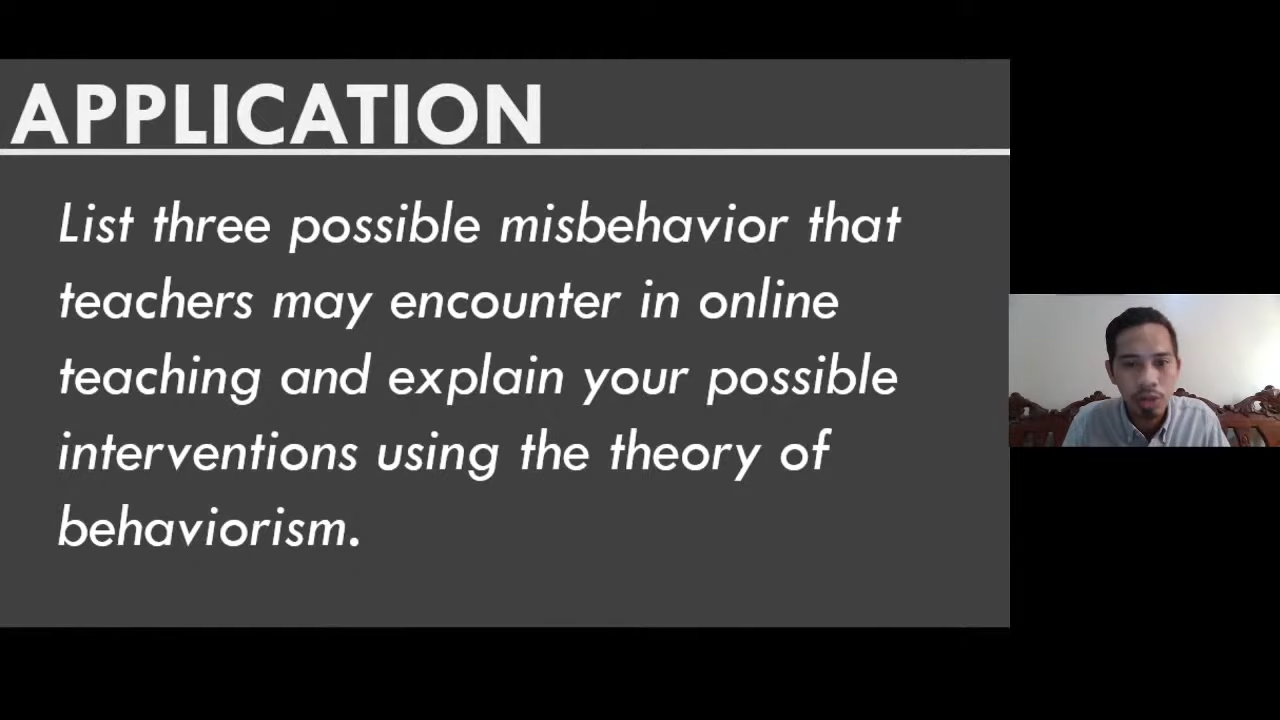 APPLICATION
List three possible misbehavior that
teachers may encounter in online
teaching and explain your possible
interventions using the theory of
behaviorism.